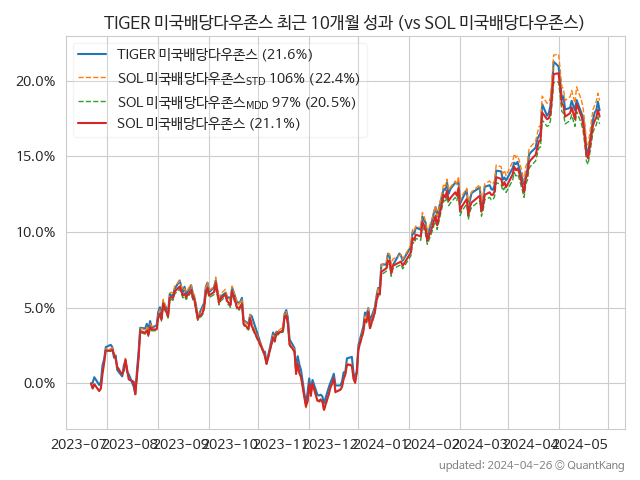 TIGER 미국배당다우존스 최근 10개월 성과 (vs SOL 미국배당다우존스)
TIGER 미국배당다우존스 (21.6%)
SOL 미국배당다우존스STD 106% (22.4%)
SOL 미국배당다우존스MDD 97% (20.5%)
SOL 미국배당다우존스 (21.1%)
20.0%
15.0%
10.0%
5.0%
0.0%
2023-07 2023-08 2023-09 2023-10 2023-11 2023-12 2024-01 2024-02 2024-03 2024-04 2024-05
updated: 2024-04-26 © QuantKang